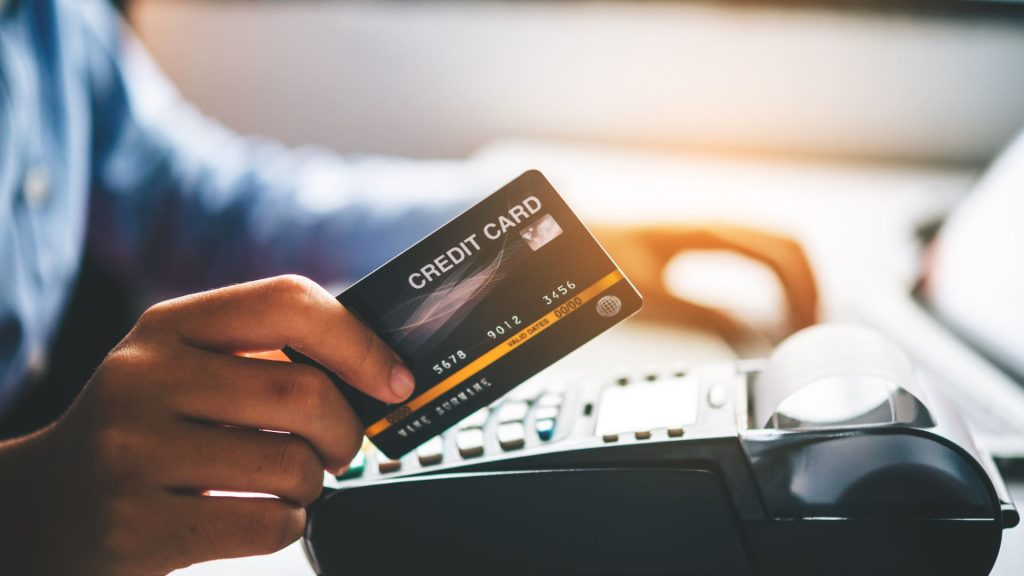 CREDIT CARD
5678 9012 3456
VALID DATES 00/00
NAME SURNAME